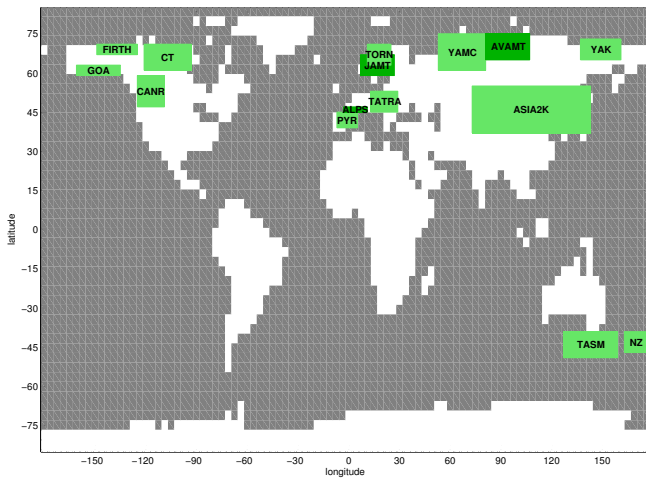 75
60
45
30
15
0
−15
−30
−45
−60
−75
latitude
FIRTH
CT
GOA
CANR
TORN
JAMT
YAMC
AVAMT
YAK
TATRA
ALPS
PYR
ASIA2K
TASM
NZ
−150 −120 −90 −60 −30 0 30 60 90 120 150
longitude